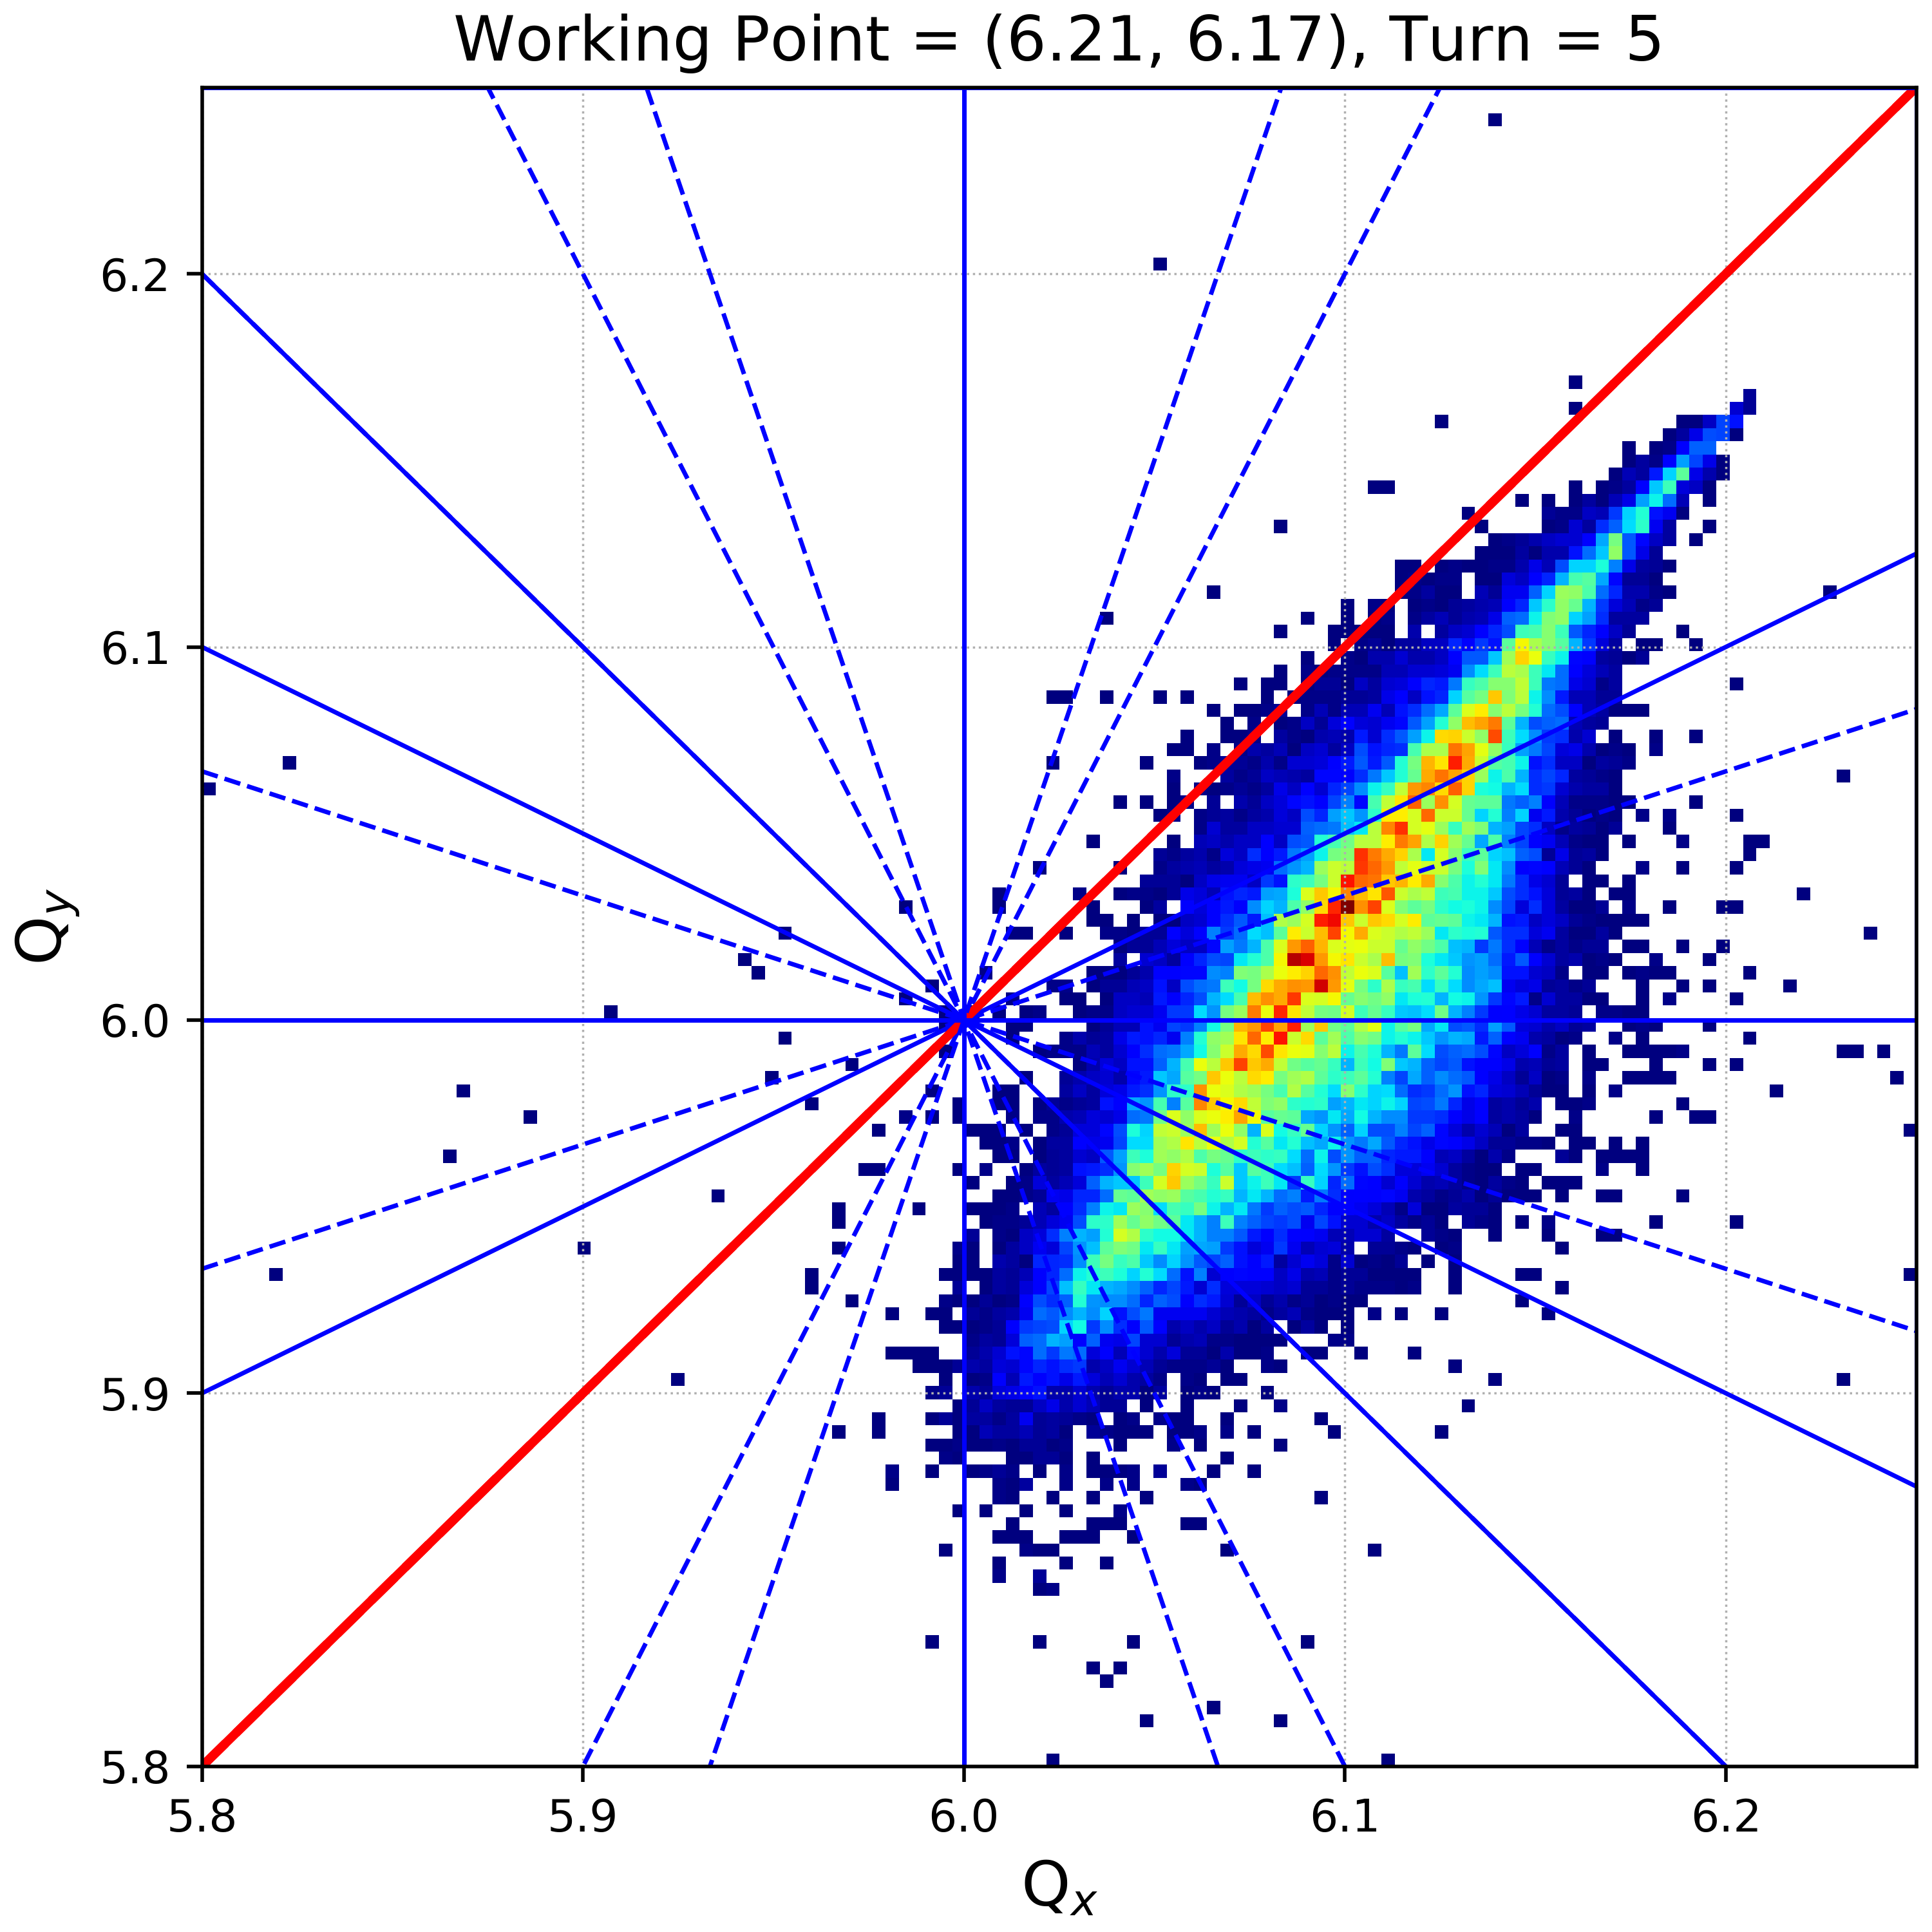 Working Point = (6.21, 6.17), Turn = 5
6.2
6.1
6.0
5.9
5.8
Qy
5.8 5.9 6.0 6.1 6.2
Qx